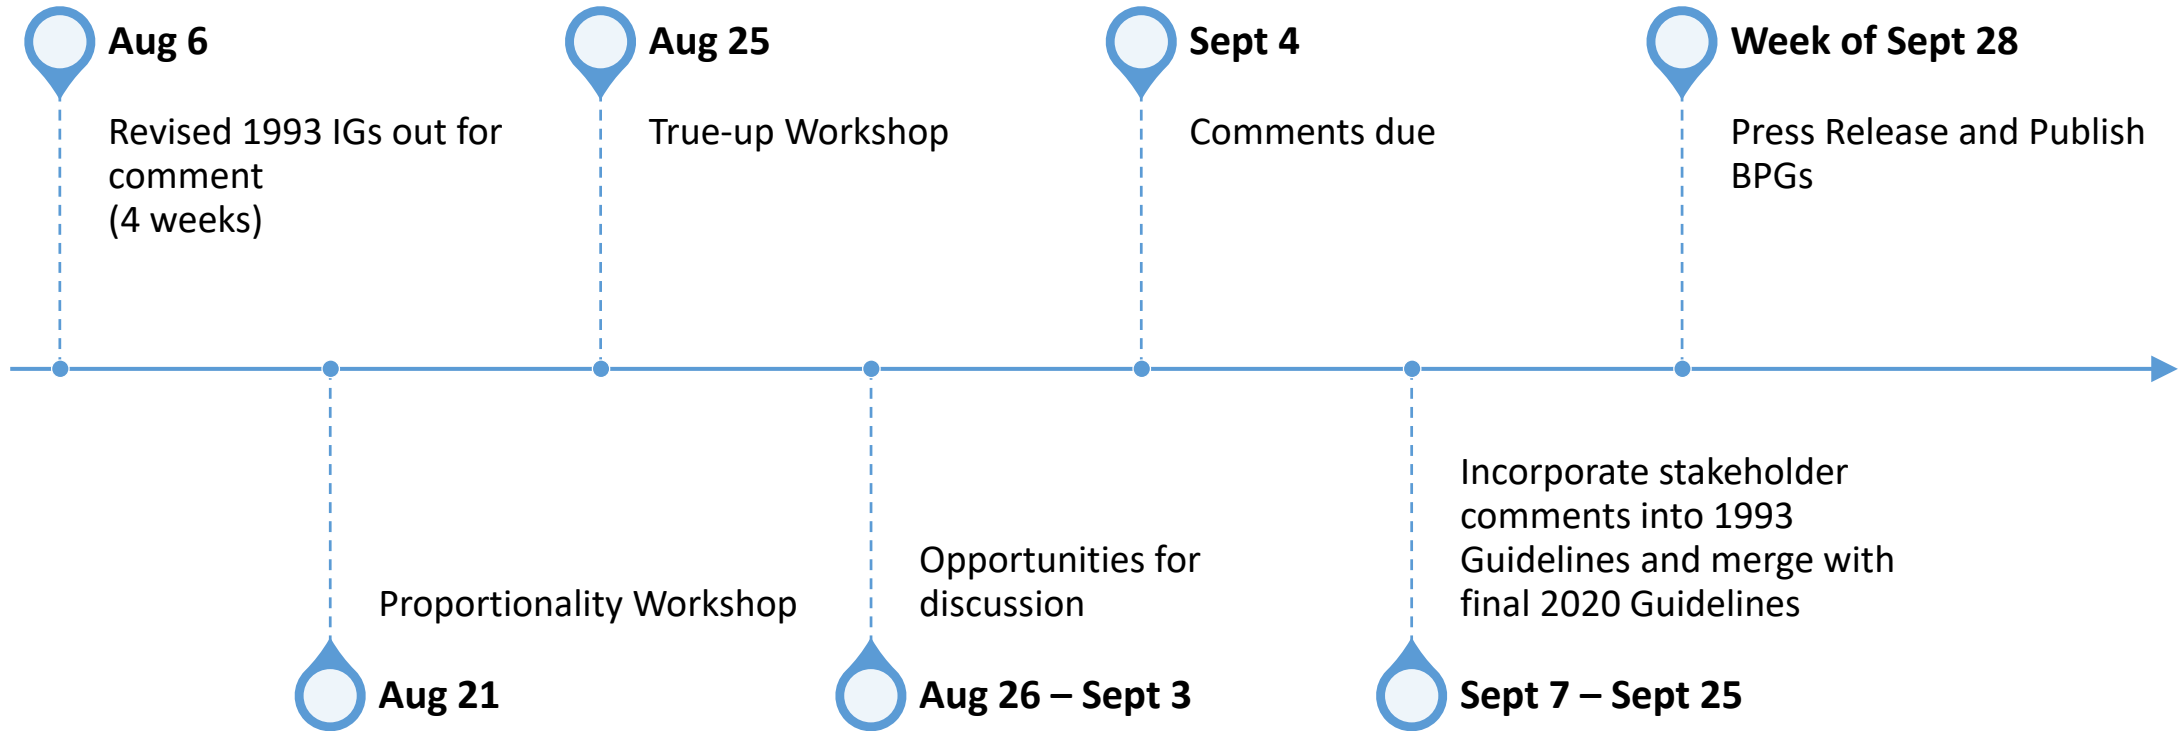 Aug 6
Revised 1993 IGs out for
comment
(4 weeks)
Aug 25
True-up Workshop
Sept 4
Comments due
Week of Sept 28
Press Release and Publish
BPGs
Proportionality Workshop
Aug 21
Opportunities for
discussion
Aug 26 – Sept 3
Incorporate stakeholder
comments into 1993
Guidelines and merge with
final 2020 Guidelines
Sept 7 – Sept 25